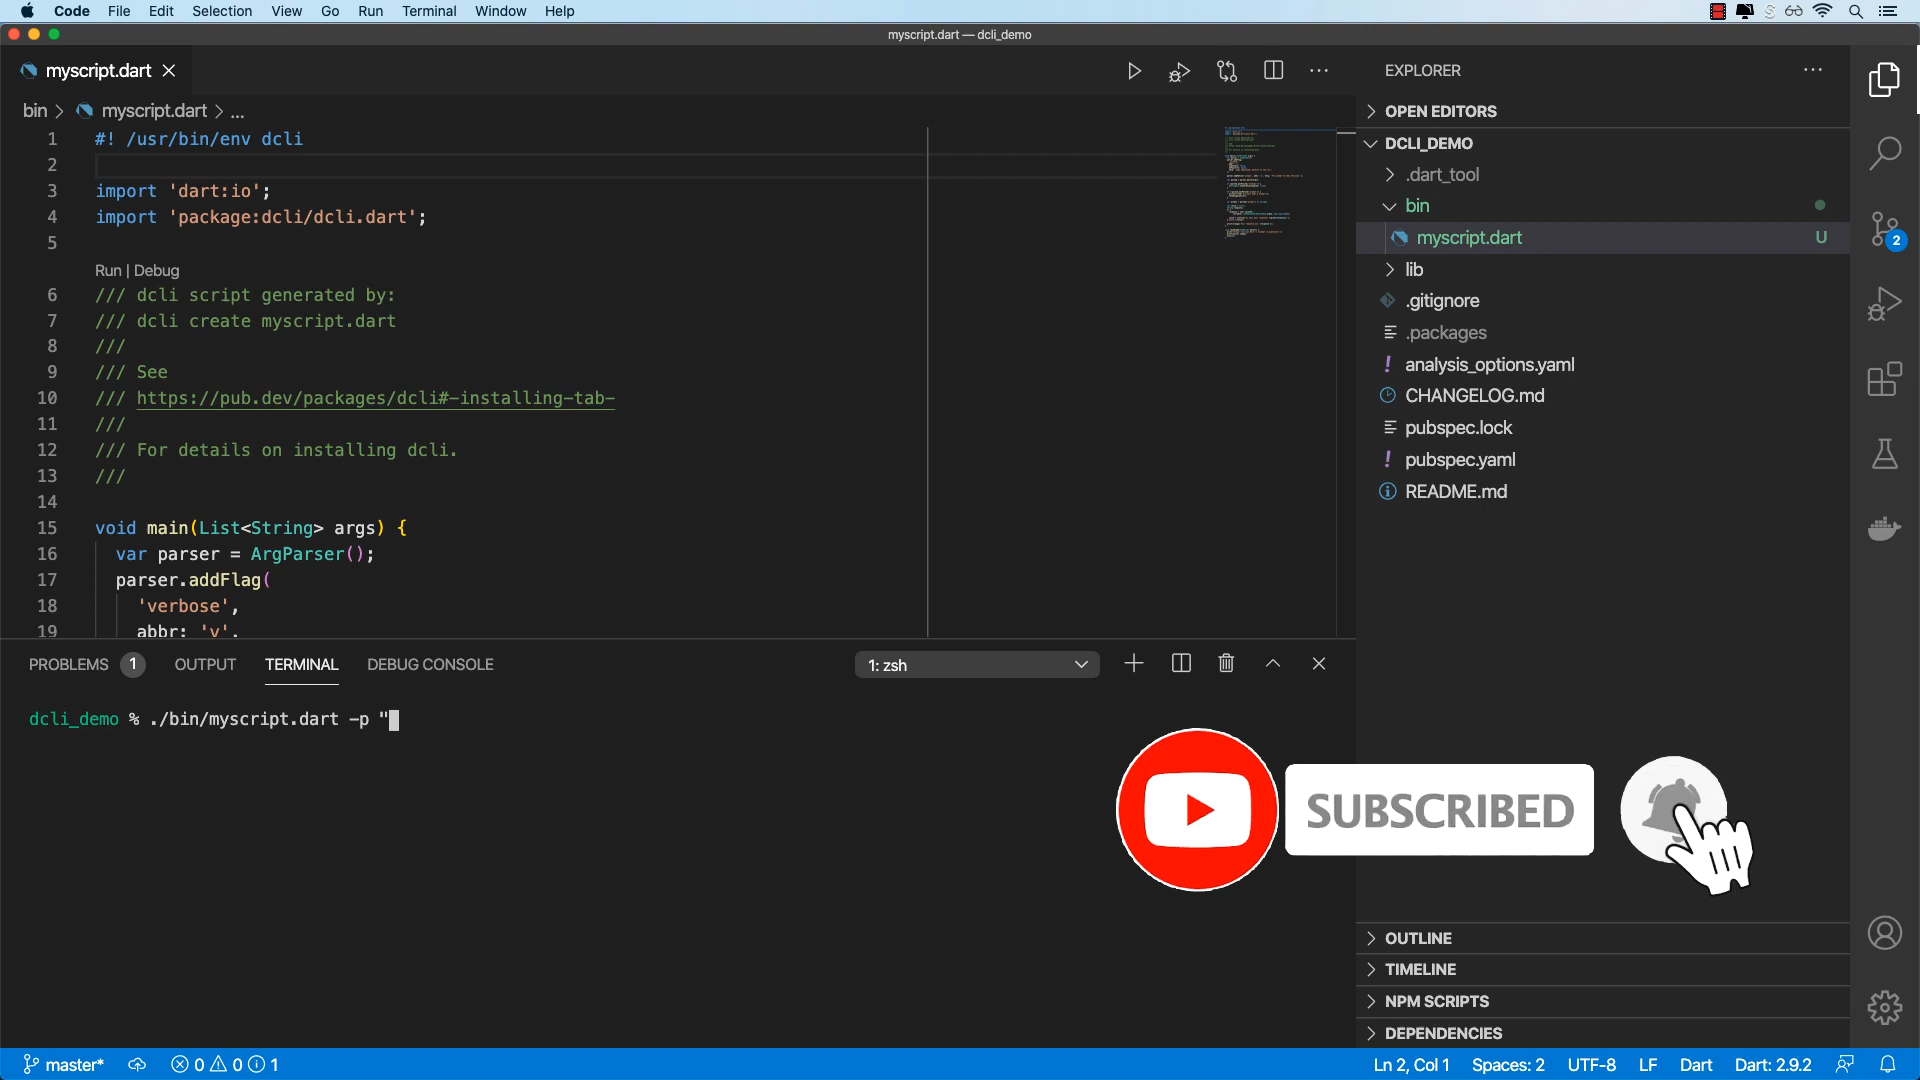 Code File Edit Selection View Go Run Terminal Window Help
myscript.dart — dcli_demo
myscript.dart
bin > myscript.dart > ...
1 #! /usr/bin/env dcli
2
3 import 'dart:io';
4 import 'package:dcli/dcli.dart';
5
Run | Debug
6 /// dcli script generated by:
7 /// dcli create myscript.dart
8 ///
9 /// See
10 /// https://pub.dev/packages/dcli#-installing-tab-
11 ///
12 /// For details on installing dcli.
13 ///
14
15 void main(List<String> args) {
16 var parser = ArgParser();
17 parser.addFlag(
18 'verbose',
19 abbr: 'v',
PROBLEMS 1 OUTPUT TERMINAL DEBUG CONSOLE
1: zsh
dcli_demo % ./bin/myscript.dart -p "
EXPLORER
OPEN EDITORS
DCLI_DEMO
.dart_tool
bin
myscript.dart U
lib
.gitignore
.packages
analysis_options.yaml
CHANGELOG.md
pubspec.lock
pubspec.yaml
README.md
2
SUBSCRIBED
OUTLINE
TIMELINE
NPM SCRIPTS
DEPENDENCIES
master* 0 0 1
Ln 2, Col 1 Spaces: 2 UTF-8 LF Dart Dart: 2.9.2